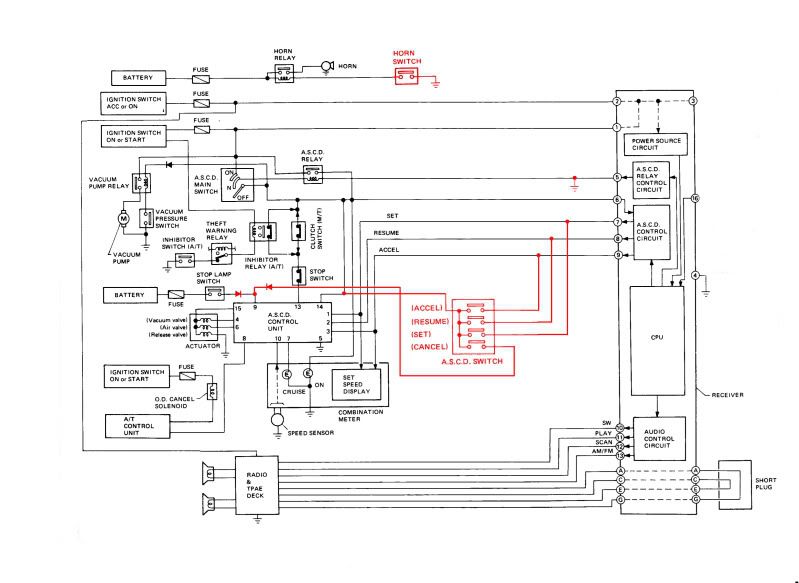 HORN
RELAY
HORN
HORN
SWITCH
BATTERY
FUSE
IGNITION SWITCH
ACC or ON
FUSE
2
3
IGNITION SWITCH
ON or START
FUSE
1
POWER SOURCE
CIRCUIT
A.S.C.D.
RELAY
VACUUM
PUMP RELAY
A.S.C.D.
MAIN
SWITCH
ON
N
OFF
5
A.S.C.D.
RELAY
CONTROL
CIRCUIT
6
16
M
VACUUM
PRESSURE
SWITCH
THEFT
WARNING
RELAY
CLUTCH
SWITCH (M/T)
SET
RESUME
ACCEL
7
8
9
A.S.C.D.
CONTROL
CIRCUIT
INHIBITOR
SWITCH (A/T)
VACUUM
PUMP
INHIBITOR
RELAY (A/T)
STOP LAMP
SWITCH
STOP
SWITCH
4
BATTERY
FUSE
(Vacuum valve)
(Air valve)
(Release valve)
ACTUATOR
15
9
13
14
4
6
A.S.C.D.
CONTROL
UNIT
1
2
3
8
10
7
5
(ACCEL)
(RESUME)
(SET)
(CANCEL)
A.S.C.D. SWITCH
CPU
IGNITION SWITCH
ON or START
FUSE
O.D. CANCEL
SOLENOID
CRUISE
ON
SET
SPEED
DISPLAY
COMBINATION
METER
RECEIVER
A/T
CONTROL
UNIT
SPEED SENSOR
SW
PLAY
SCAN
AM/FM
10
11
12
13
AUDIO
CONTROL
CIRCUIT
RADIO
&
TPAE
DECK
A
C
E
G
A
C
E
G
SHORT
PLUG